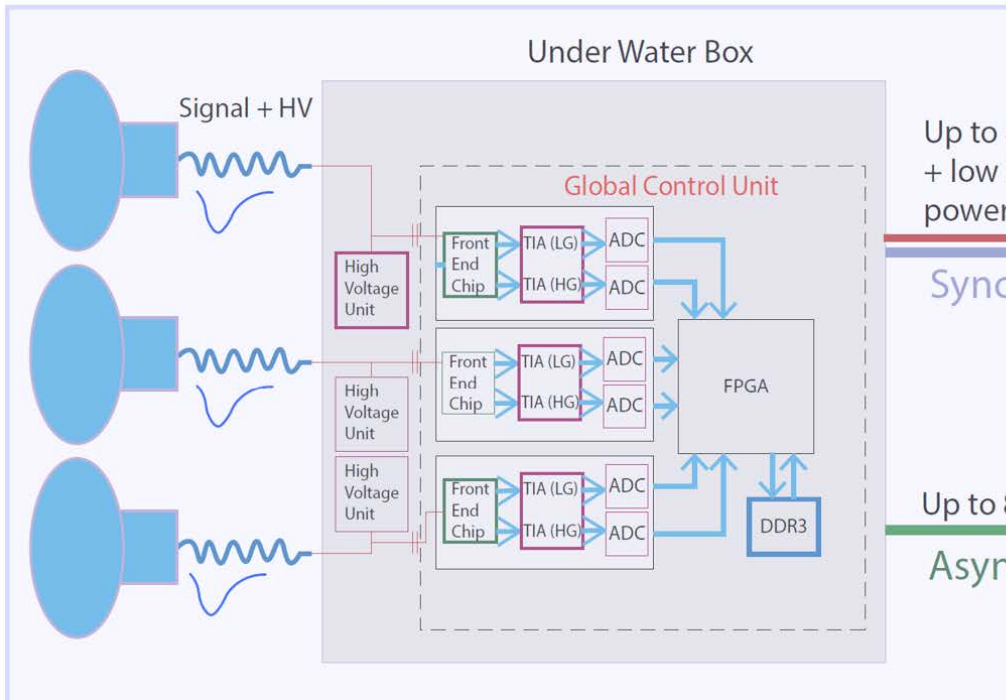 Under Water Box
Signal + HV
Up to
+ low
power
Sync
Global Control Unit
High
Voltage
Unit
Front
End
Chip
TIA (LG)
TIA (HG)
ADC
ADC
High
Voltage
Unit
Front
End
Chip
TIA (LG)
TIA (HG)
ADC
ADC
FPGA
High
Voltage
Unit
Front
End
Chip
TIA (LG)
TIA (HG)
ADC
ADC
DDR3
Up to 8
Asyn